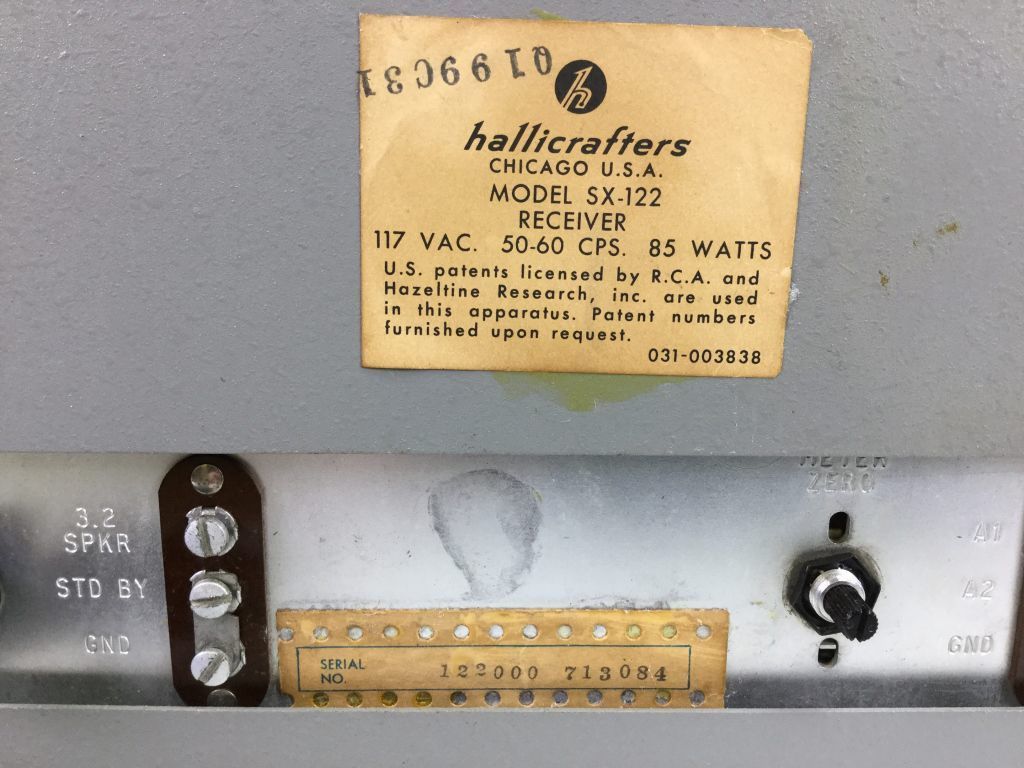 h
hallicrafters
CHICAGO U.S.A.
MODEL SX-122
RECEIVER
117 VAC. 50-60 CPS. 85 WATTS
U.S. patents licensed by R.C.A. and
Hazeltine Research, inc. are used
in this apparatus. Patent numbers
furnished upon request.
031-003838
METER
ZERO
3.2
SPKR
STD BY
GND
A1
A2
GND
SERIAL
NO.
122000 713084